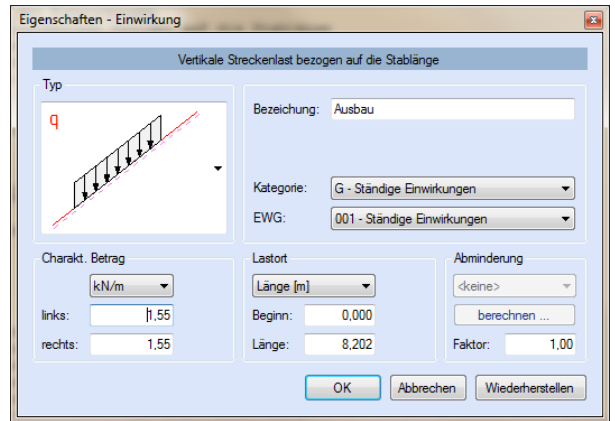 Eigenschaften - Einwirkung
Vertikale Streckenlast bezogen auf die Stablänge
Typ
q
Bezeichung: Ausbau
Kategorie: G - Ständige Einwirkungen
EWG: 001 - Ständige Einwirkungen
Charakt. Betrag
kN/m
links: 1,55
rechts: 1,55
Lastort
Länge [m]
Beginn: 0,000
Länge: 8,202
Abminderung
<keine>
berechnen ...
Faktor: 1,00
OK Abbrechen Wiederherstellen